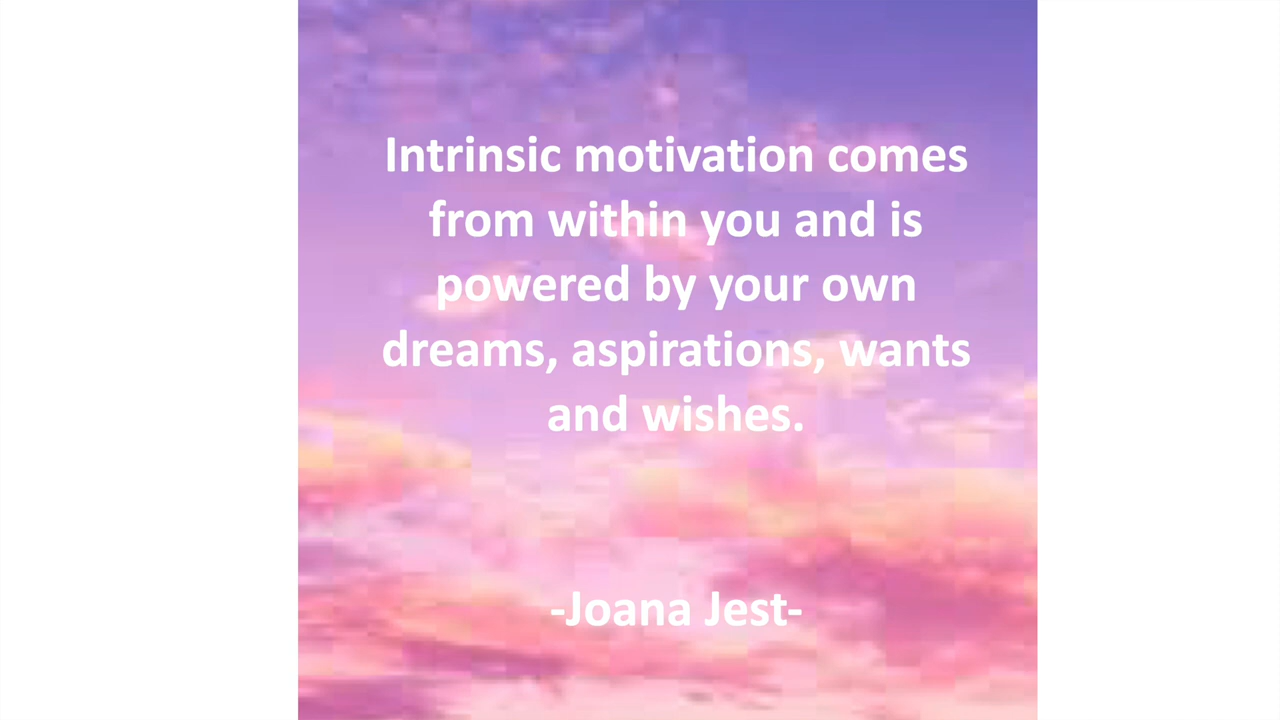 Intrinsic motivation comes
from within you and is
powered by your own
dreams, aspirations, wants
and wishes.
-Joana Jest-